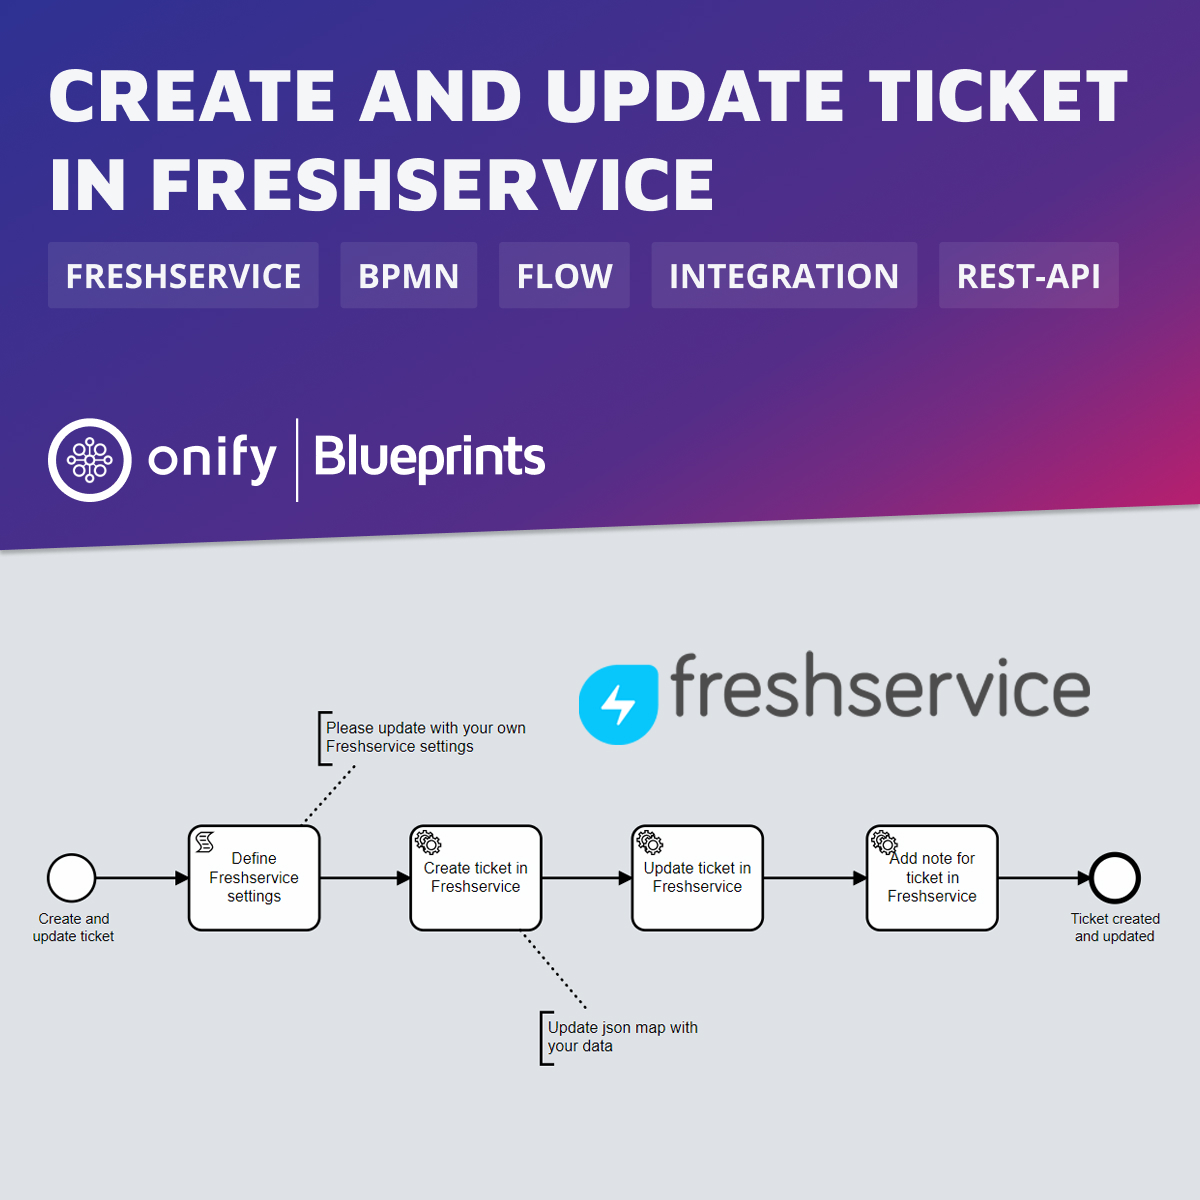 CREATE AND UPDATE TICKET
IN FRESHSERVICE
FRESHSERVICE BPMN FLOW INTEGRATION REST-API
onify Blueprints
freshservice
Please update with your own
Freshservice settings
Create and
update ticket
Define
Freshservice
settings
Create ticket in
Freshservice
Update ticket in
Freshservice
Add note for
ticket in
Freshservice
Ticket created
and updated
Update json map with
your data